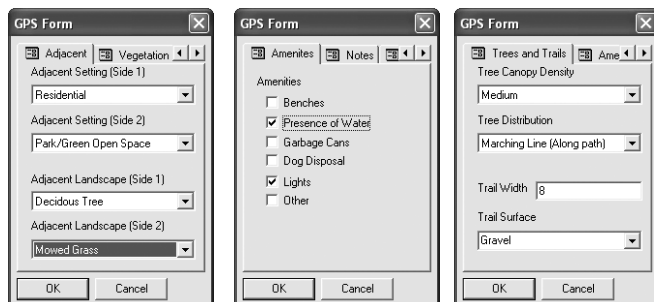 GPS Form
Adjacent Vegetation
Adjacent Setting (Side 1)
Residential
Adjacent Setting (Side 2)
Park/Green Open Space
Adjacent Landscape (Side 1)
Decidous Tree
Adjacent Landscape (Side 2)
Mowed Grass
OK Cancel
GPS Form
Amenites Notes
Amenities
Benches
Presence of Water
Garbage Cans
Dog Disposal
Lights
Other
OK Cancel
GPS Form
Trees and Trails Ame
Tree Canopy Density
Medium
Tree Distribution
Marching Line (Along path)
Trail Width 8
Trail Surface
Gravel
OK Cancel